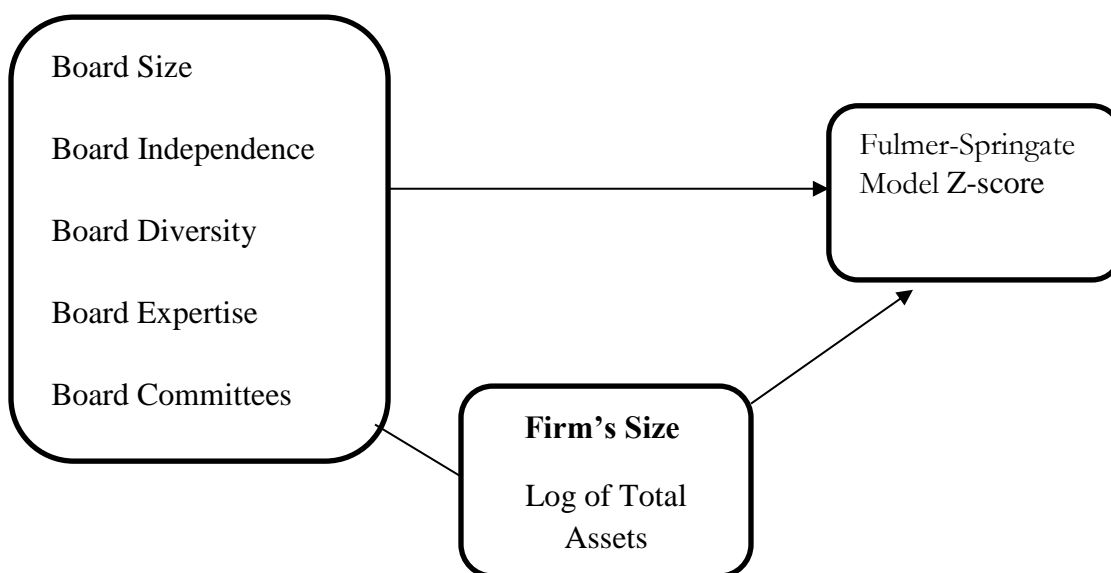 Board Size
Board Independence
Board Diversity
Board Expertise
Board Committees
Fulmer-Springate
Model Z-score
Firm’s Size
Log of Total
Assets